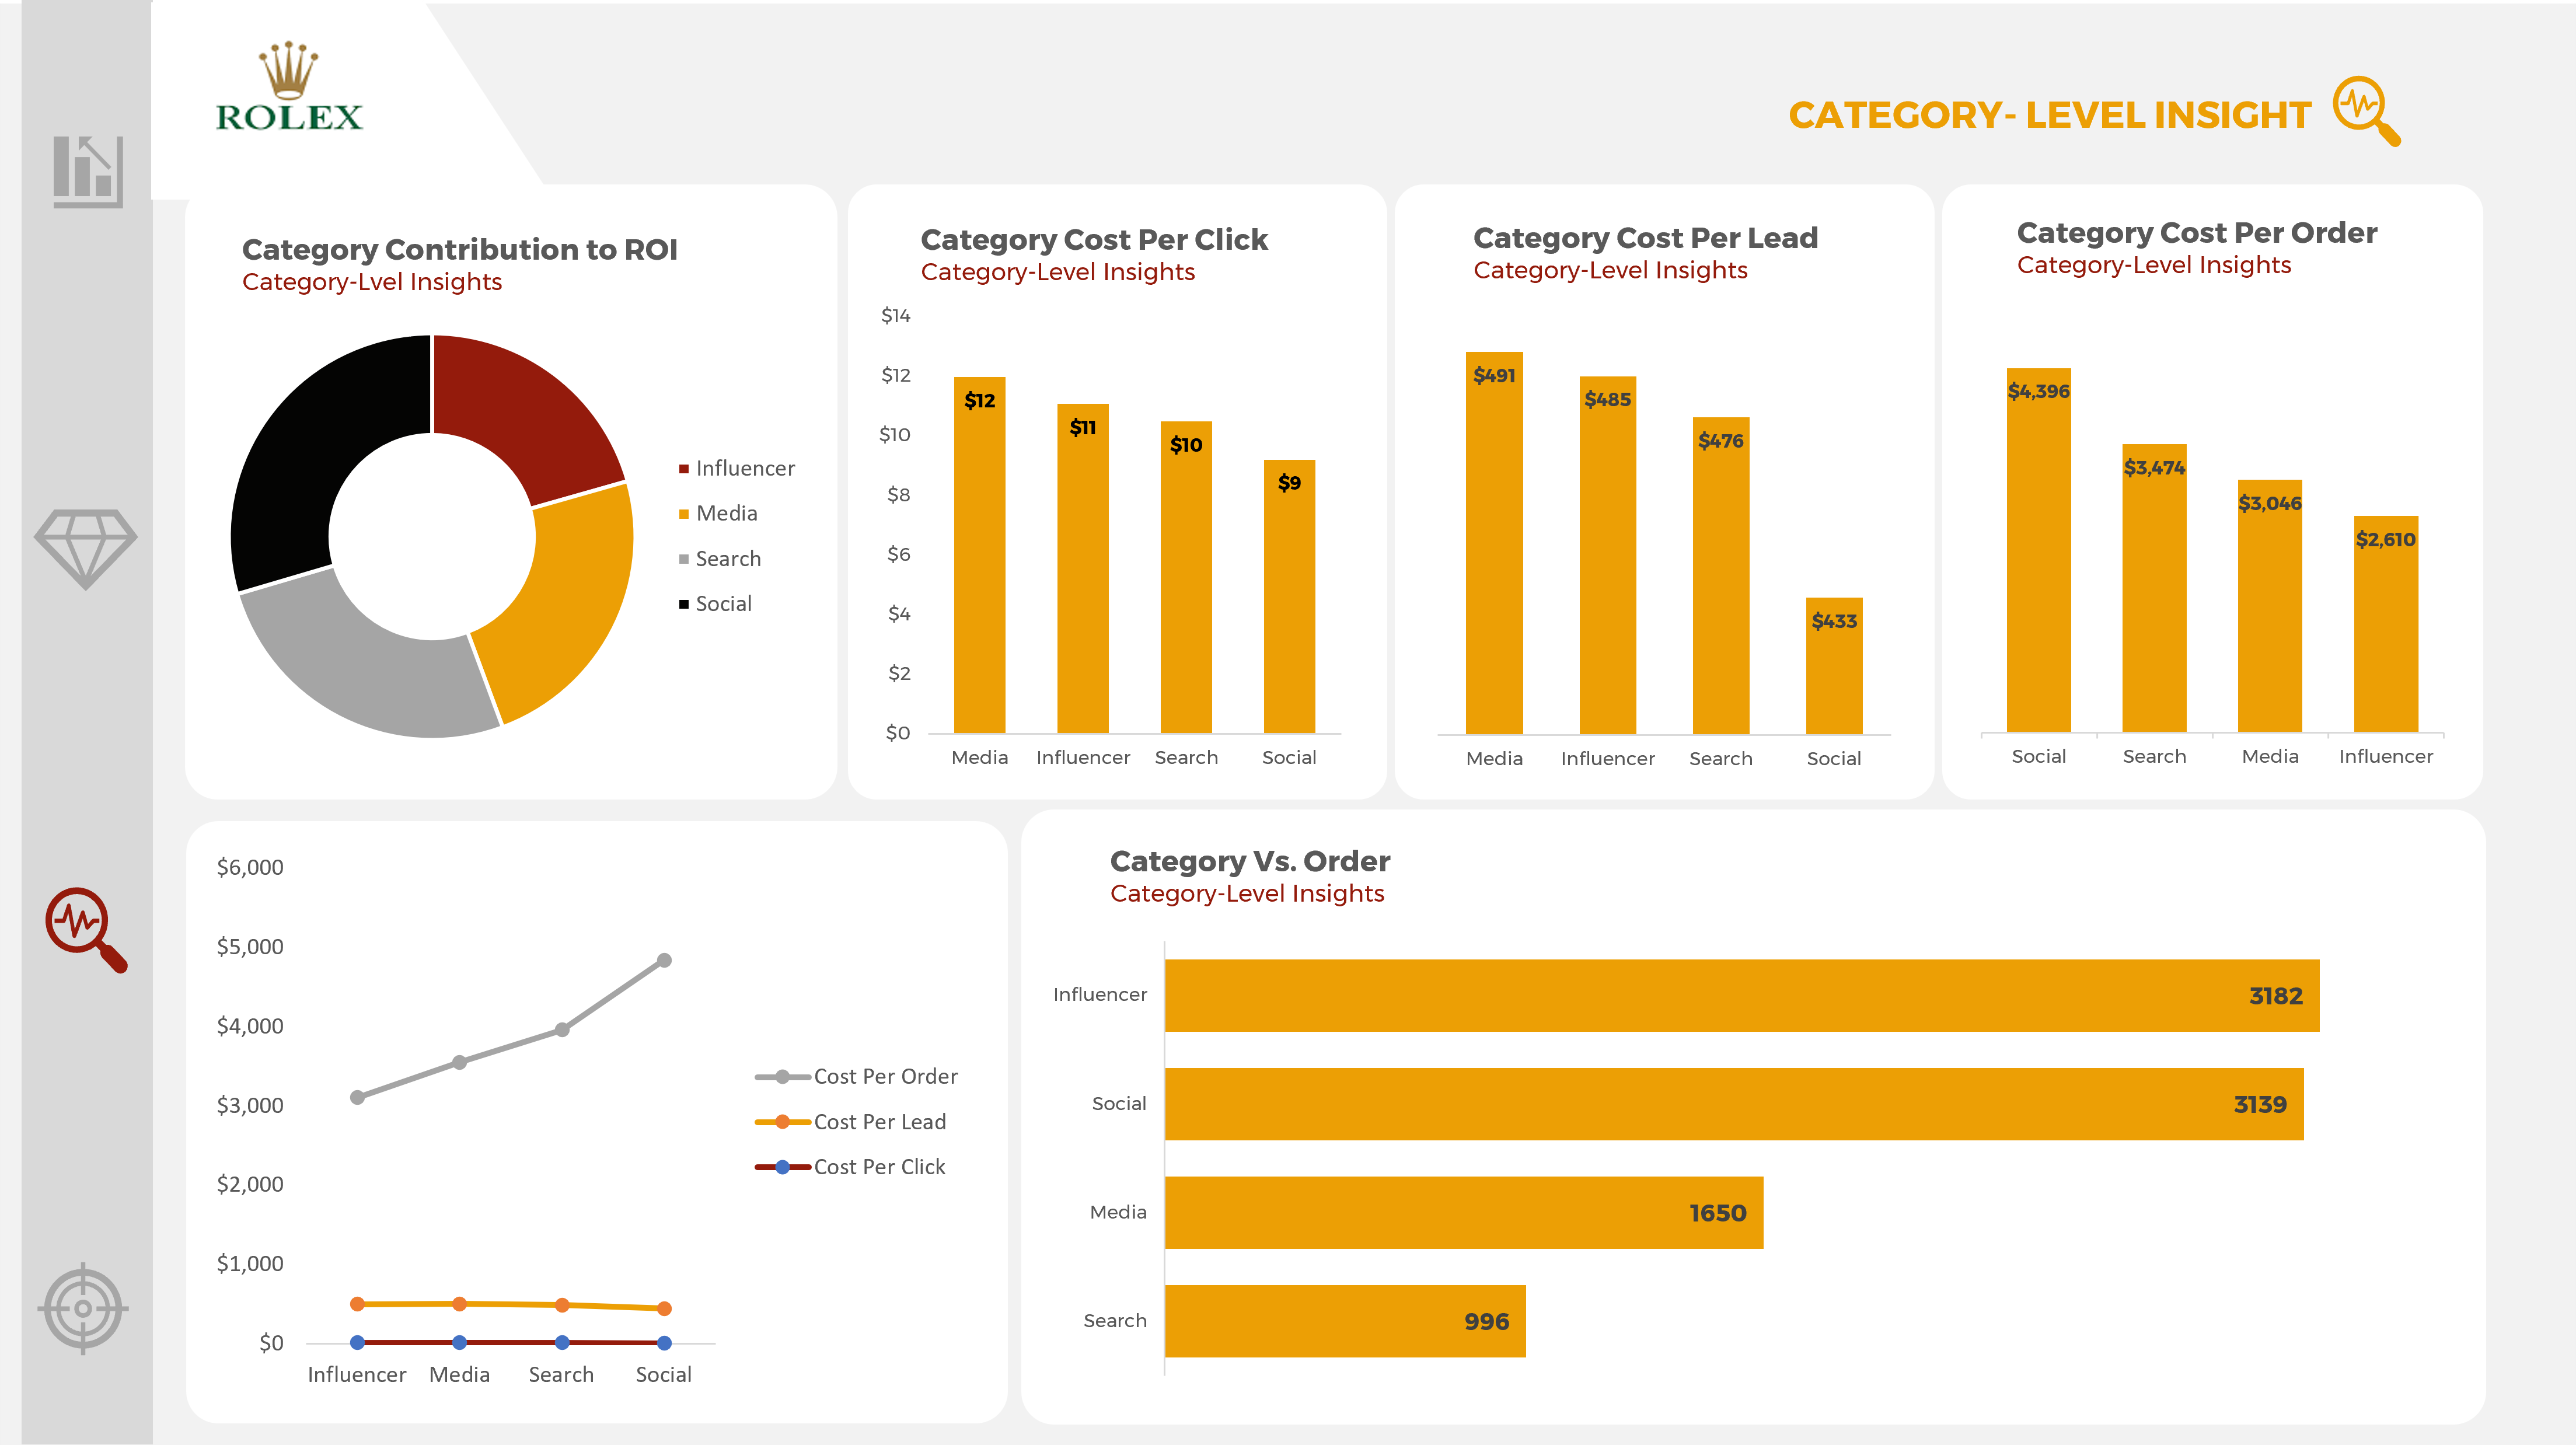 ROLEX
CATEGORY- LEVEL INSIGHT
Category Contribution to ROI
Category-Lvel Insights
Influencer
Media
Search
Social
Category Cost Per Click
Category-Level Insights
$14
$12
$10
$8
$6
$4
$2
$0
$12
$11
$10
$9
Media Influencer Search Social
Category Cost Per Lead
Category-Level Insights
$491
$485
$476
$433
Media Influencer Search Social
Category Cost Per Order
Category-Level Insights
$4,396
$3,474
$3,046
$2,610
Social Search Media Influencer
$6,000
$5,000
$4,000
$3,000
$2,000
$1,000
$0
Influencer Media Search Social
Cost Per Order
Cost Per Lead
Cost Per Click
Category Vs. Order
Category-Level Insights
Influencer 3182
Social 3139
Media 1650
Search 996